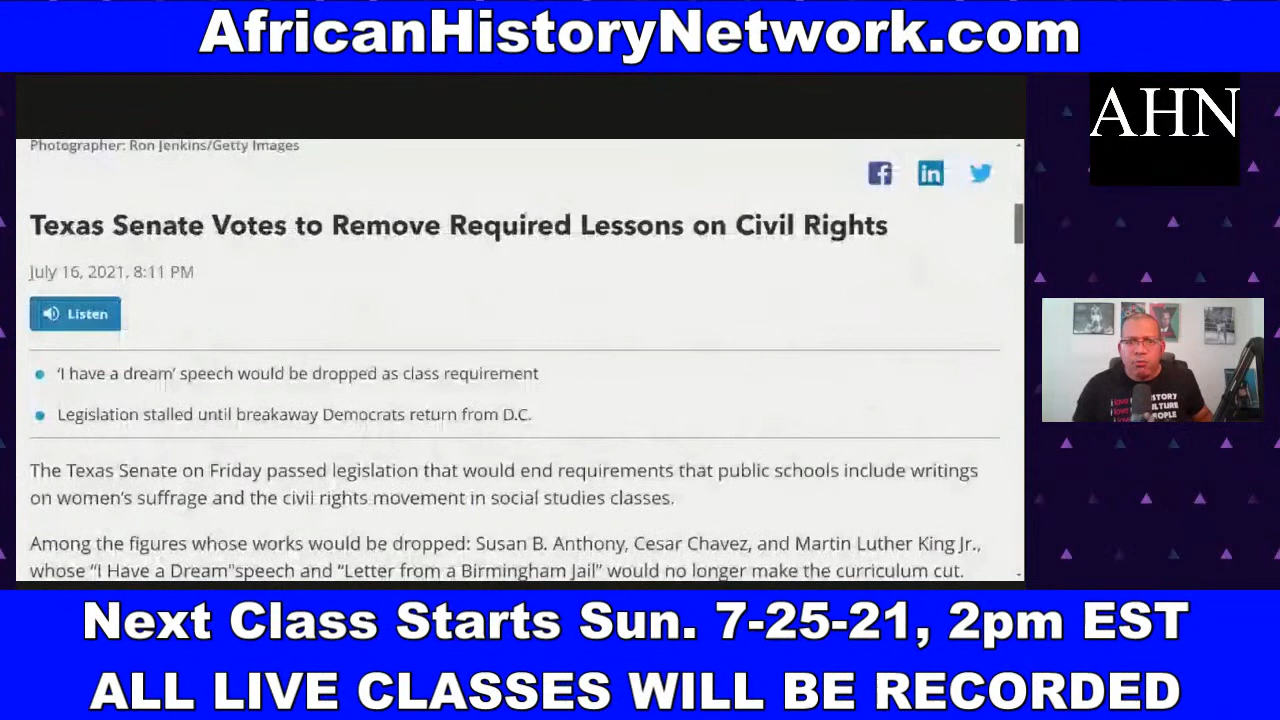 AfricanHistoryNetwork.com
AHN
Photographer: Ron Jenkins/Getty Images
f in
Texas Senate Votes to Remove Required Lessons on Civil Rights
July 16, 2021, 8:11 PM
Listen
‘I have a dream’ speech would be dropped as class requirement
Legislation stalled until breakaway Democrats return from D.C.
The Texas Senate on Friday passed legislation that would end requirements that public schools include writings
on women’s suffrage and the civil rights movement in social studies classes.
Among the figures whose works would be dropped: Susan B. Anthony, Cesar Chavez, and Martin Luther King Jr.,
whose “I Have a Dream"speech and “Letter from a Birmingham Jail” would no longer make the curriculum cut.
Next Class Starts Sun. 7-25-21, 2pm EST
ALL LIVE CLASSES WILL BE RECORDED